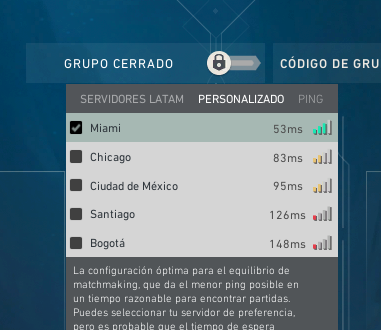 GRUPO CERRADO
CÓDIGO DE GRU
SERVIDORES LATAM PERSONALIZADO PING
Miami 53ms
Chicago 83ms
Ciudad de México 95ms
Santiago 126ms
Bogotá 148ms
La configuración óptima para el equilibrio de
matchmaking, que da el menor ping posible en
un tiempo razonable para encontrar partidas.
Puedes seleccionar tu servidor de preferencia,
pero es probable que el tiempo de espera